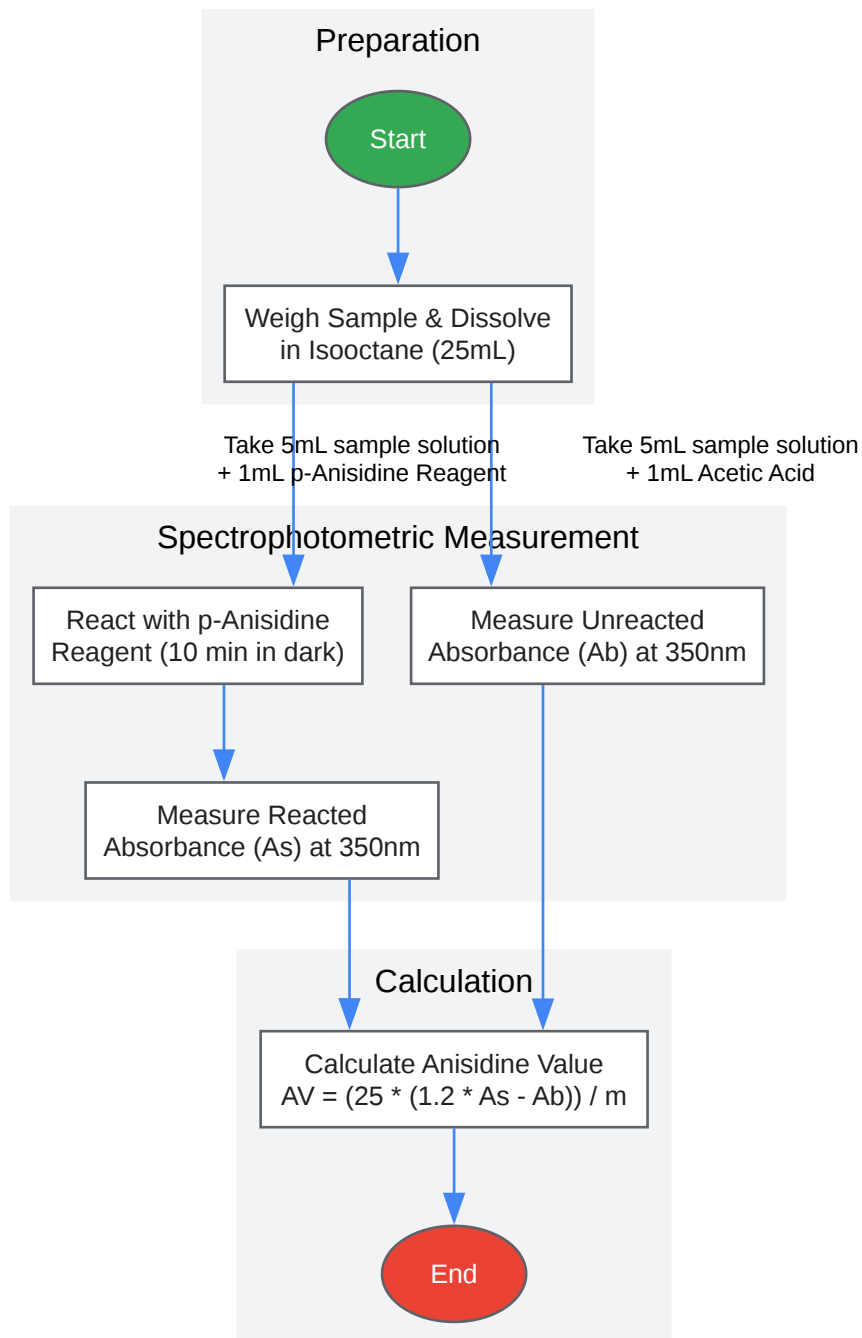 Preparation
Start
Weigh Sample & Dissolve
in Isooctane (25mL)
Take 5mL sample solution
+ 1mL p-Anisidine Reagent
Take 5mL sample solution
+ 1mL Acetic Acid
Spectrophotometric Measurement
React with p-Anisidine
Reagent (10 min in dark)
Measure Unreacted
Absorbance (Ab) at 350nm
Measure Reacted
Absorbance (As) at 350nm
Calculation
Calculate Anisidine Value
AV = (25 * (1.2 * As - Ab)) / m
End